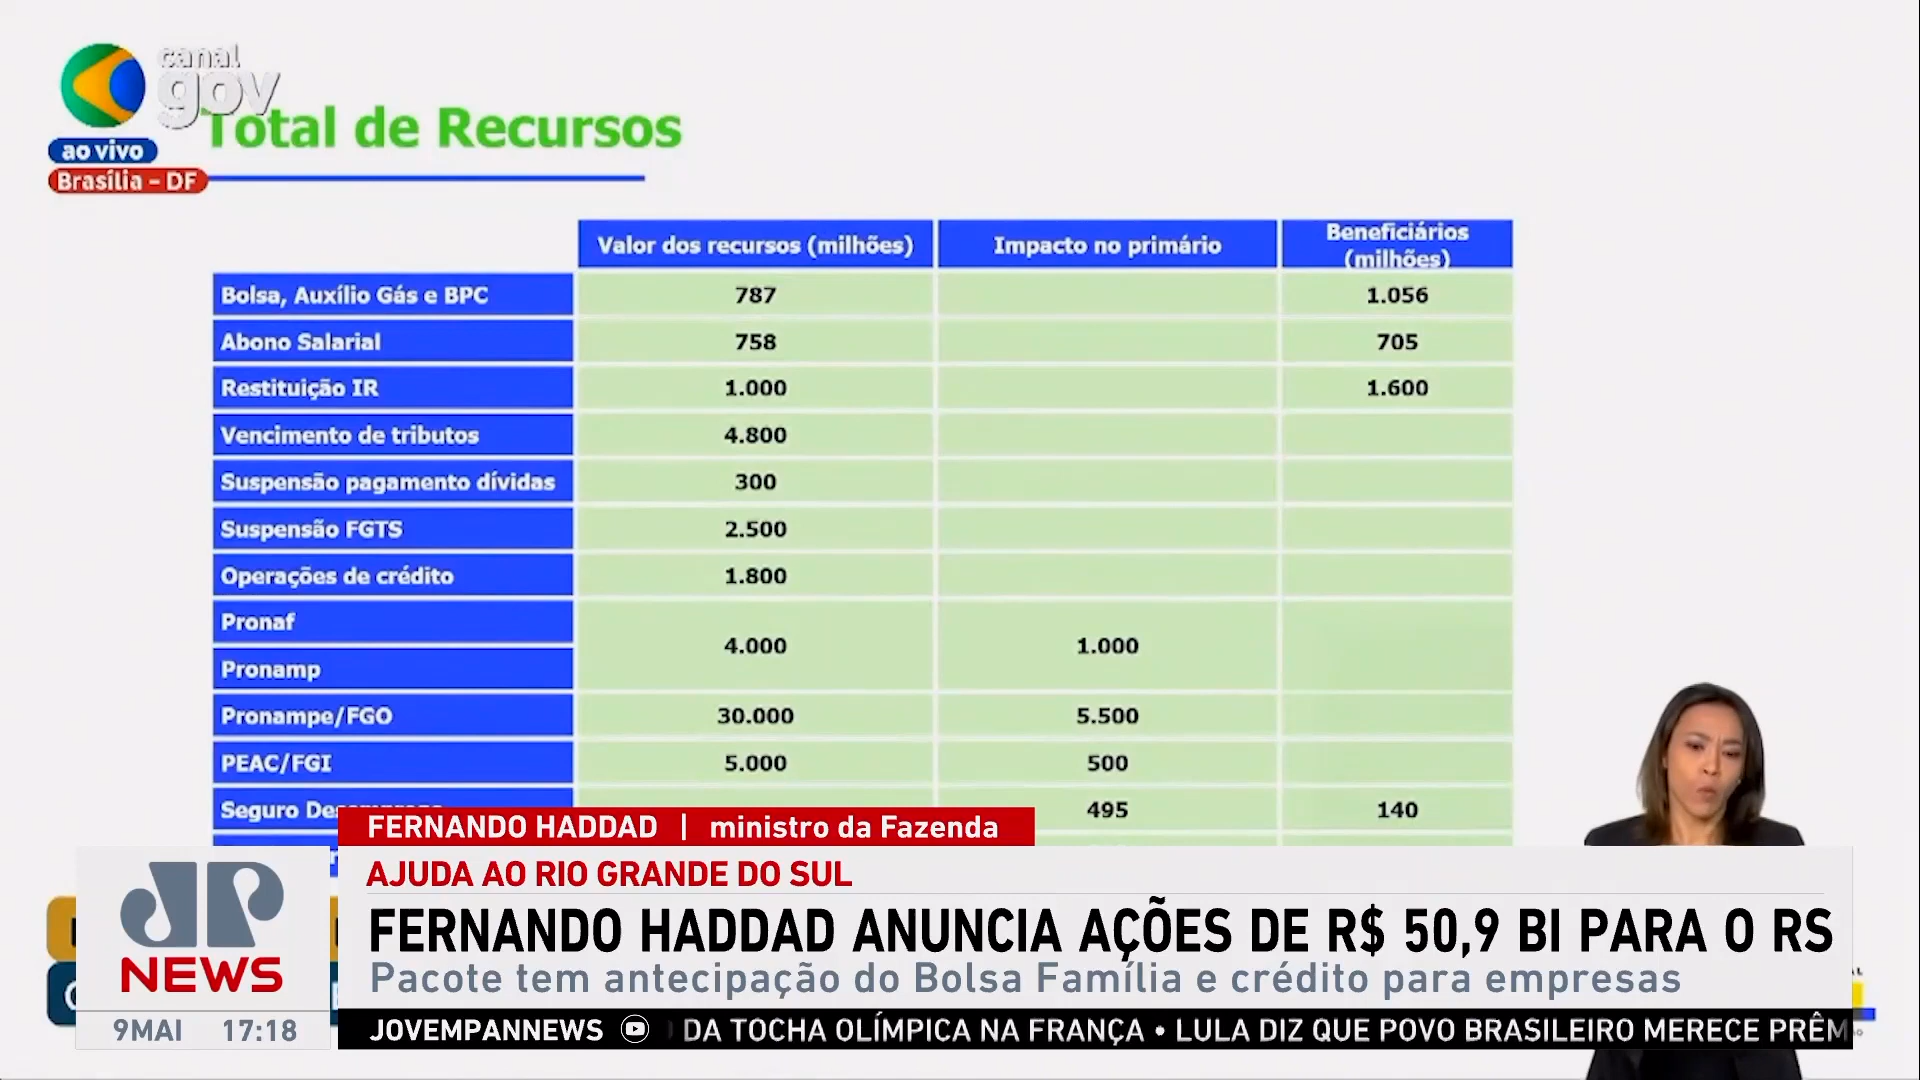 canal
gov
Total de Recursos
ao vivo
Brasília - DF
Valor dos recursos (milhões) Impacto no primário Beneficiários (milhões)
Bolsa, Auxílio Gás e BPC 787 1.056
Abono Salarial 758 705
Restituição IR 1.000 1.600
Vencimento de tributos 4.800
Suspensão pagamento dívidas 300
Suspensão FGTS 2.500
Operações de crédito 1.800
Pronaf
4.000 1.000
Pronamp
Pronampe/FGO 30.000 5.500
PEAC/FGI 5.000 500
Seguro 495 140
FERNANDO HADDAD | ministro da Fazenda
AJUDA AO RIO GRANDE DO SUL
FERNANDO HADDAD ANUNCIA AÇÕES DE R$ 50,9 BI PARA O RS
Pacote tem antecipação do Bolsa Família e crédito para empresas
JP
NEWS
9MAI 17:18
JOVEMPANNEWS DA TOCHA OLÍMPICA NA FRANÇA • LULA DIZ QUE POVO BRASILEIRO MERECE PRÊM